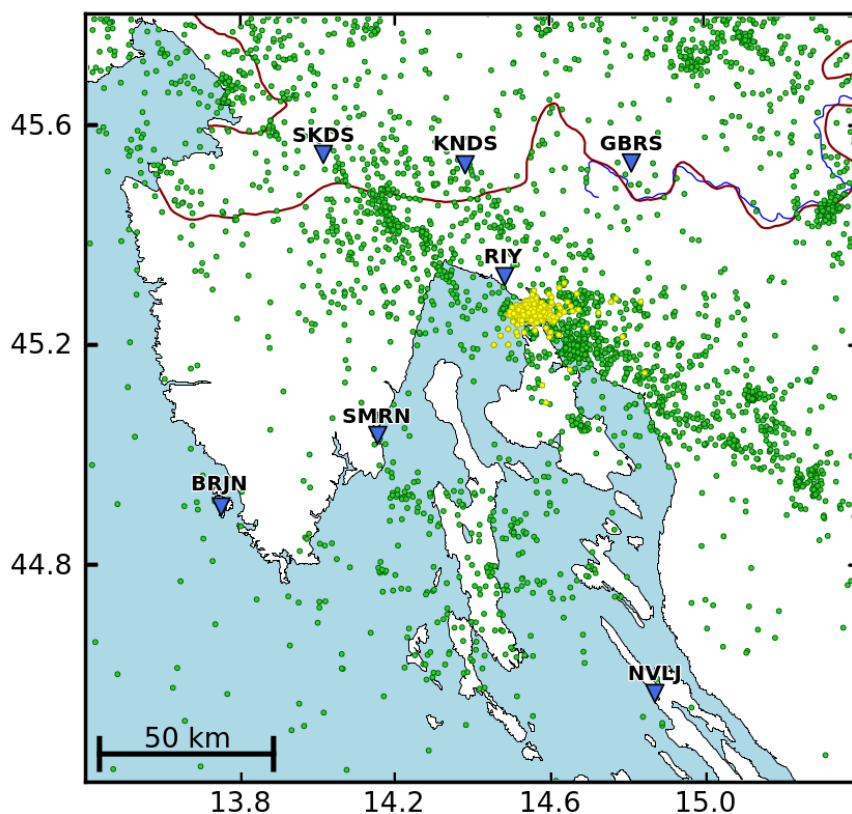 45.6
SKDS
KNDS
GBRS
RIY
45.2
SMRN
BRJN
44.8
NVLJ
50 km
13.8
14.2
14.6
15.0